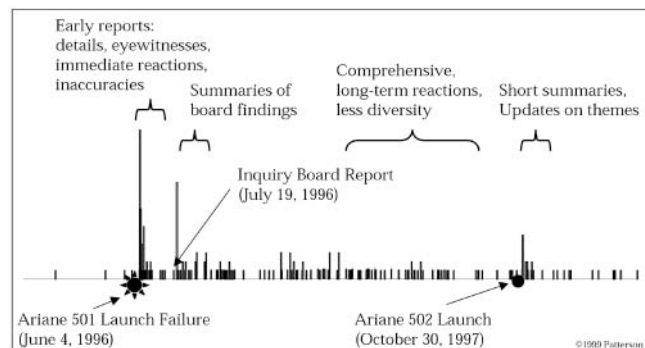 Early reports:
details, eyewitnesses,
immediate reactions,
inaccuracies
Summaries of
board findings
Comprehensive,
long-term reactions,
less diversity
Short summaries,
Updates on themes
Inquiry Board Report
(July 19, 1996)
Ariane 501 Launch Failure
(June 4, 1996)
Ariane 502 Launch
(October 30, 1997)
©1999 Patterson